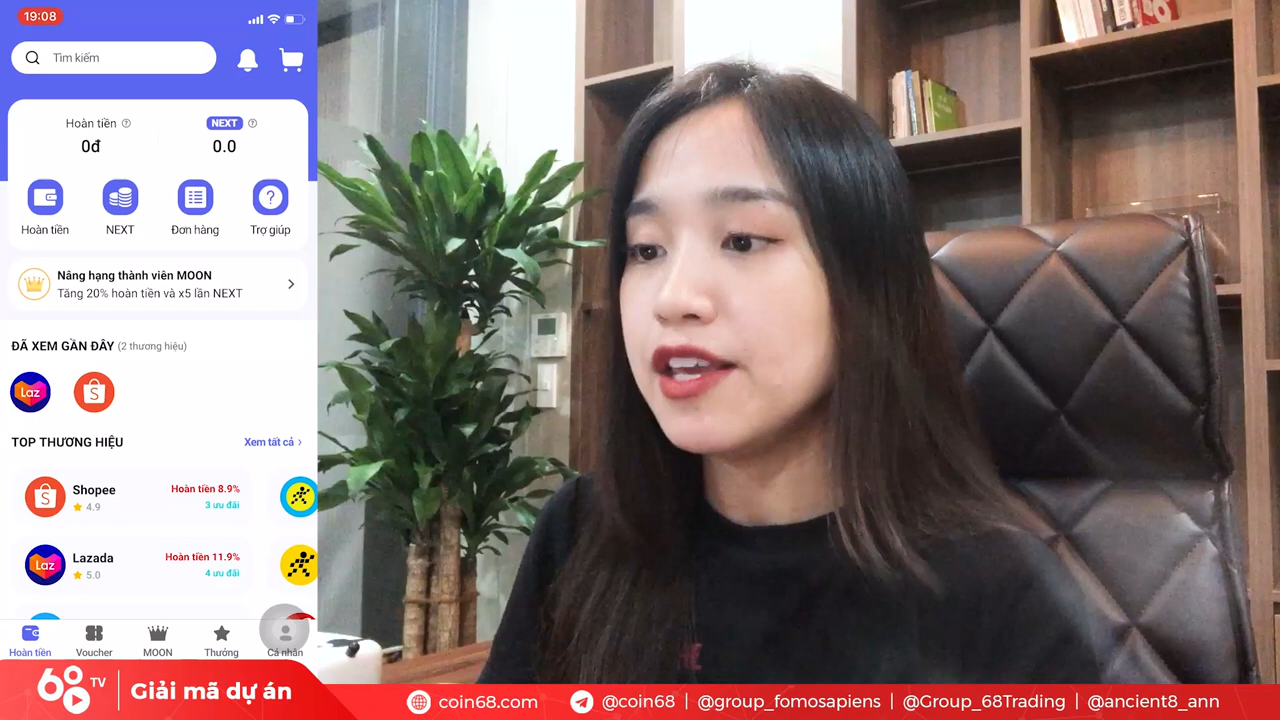 19:08
Tìm kiếm
Hoàn tiền
NEXT
0đ
0.0
Hoàn tiền
NEXT
Đơn hàng
Trợ giúp
Nâng hạng thành viên MOON
Tăng 20% hoàn tiền và x5 lần NEXT
ĐÃ XEM GẦN ĐÂY (2 thương hiệu)
Laz
S
TOP THƯƠNG HIỆU
Xem tất cả ›
S
Shopee
Hoàn tiền 8.9%
4.9
3 ưu đãi
Laz
Lazada
Hoàn tiền 11.9%
5.0
4 ưu đãi
Hoàn tiền
Voucher
MOON
Thưởng
Cá nhân
68 TV
Giải mã dự án
coin68.com
@coin68 | @group_fomosapiens | @Group_68Trading | @ancient8_ann